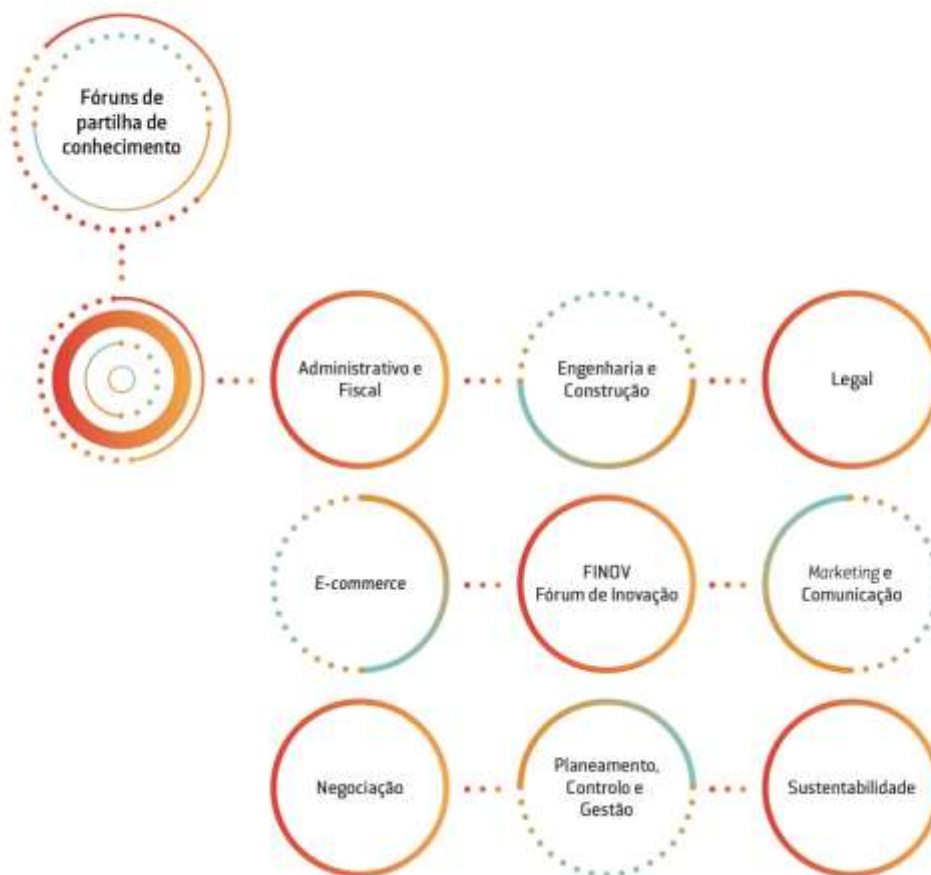 Fóruns de
partilha de
conhecimento
Administrativo e
Fiscal
Engenharia e
Construção
Legal
E-commerce
FINOV
Fórum de Inovação
Marketing e
Comunicação
Negociação
Planeamento,
Controlo e
Gestão
Sustentabilidade